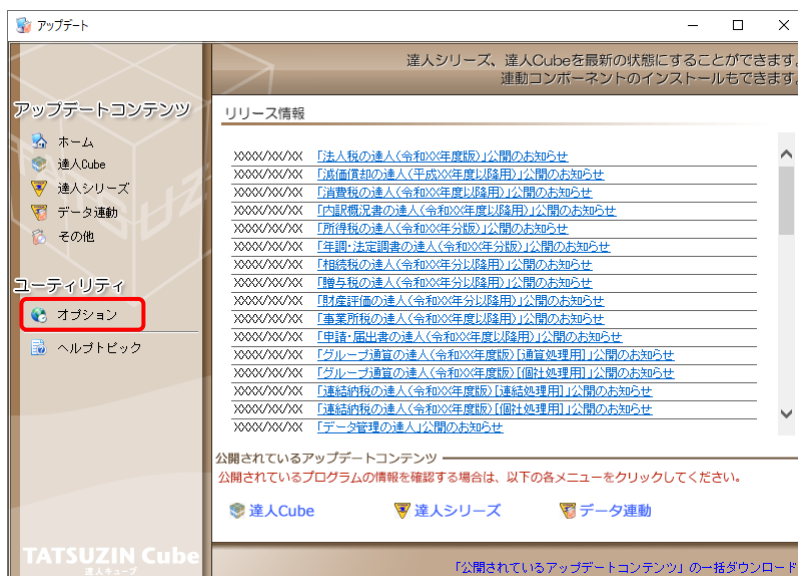 アップデート
達人シリーズ、達人Cubeを最新の状態にすることができます。
連動コンポーネントのインストールもできます。
アップデートコンテンツ
ホーム
達人Cube
達人シリーズ
データ連動
その他
ユーティリティ
オプション
ヘルプトピック
TATSUZIN Cube
達人キューブ
リリース情報
XXXX/XX/XX 「法人税の達人(令和XX年度版)」公開のお知らせ
XXXX/XX/XX 「減価償却の達人(平成XX年度以降用)」公開のお知らせ
XXXX/XX/XX 「消費税の達人(令和XX年度以降用)」公開のお知らせ
XXXX/XX/XX 「内訳概況書の達人(令和XX年度以降用)」公開のお知らせ
XXXX/XX/XX 「所得税の達人(令和XX年分版)」公開のお知らせ
XXXX/XX/XX 「年調・法定調書の達人(令和XX年分版)」公開のお知らせ
XXXX/XX/XX 「相続税の達人(令和XX年分以降用)」公開のお知らせ
XXXX/XX/XX 「贈与税の達人(令和XX年分以降用)」公開のお知らせ
XXXX/XX/XX 「財産評価の達人(令和XX年分以降用)」公開のお知らせ
XXXX/XX/XX 「事業所税の達人(令和XX年度以降用)」公開のお知らせ
XXXX/XX/XX 「申請・届出書の達人(令和XX年度以降用)」公開のお知らせ
XXXX/XX/XX 「グループ通算の達人(令和XX年度版)[通算処理用]」公開のお知らせ
XXXX/XX/XX 「グループ通算の達人(令和XX年度版)[個社処理用]」公開のお知らせ
XXXX/XX/XX 「連結納税の達人(令和XX年度版)[連結処理用]」公開のお知らせ
XXXX/XX/XX 「連結納税の達人(令和XX年度版)[個社処理用]」公開のお知らせ
XXXX/XX/XX 「データ管理の達人」公開のお知らせ
公開されているアップデートコンテンツ
公開されているプログラムの情報を確認する場合は、以下の各メニューをクリックしてください。
達人Cube 達人シリーズ データ連動
「公開されているアップデートコンテンツ」の一括ダウンロード